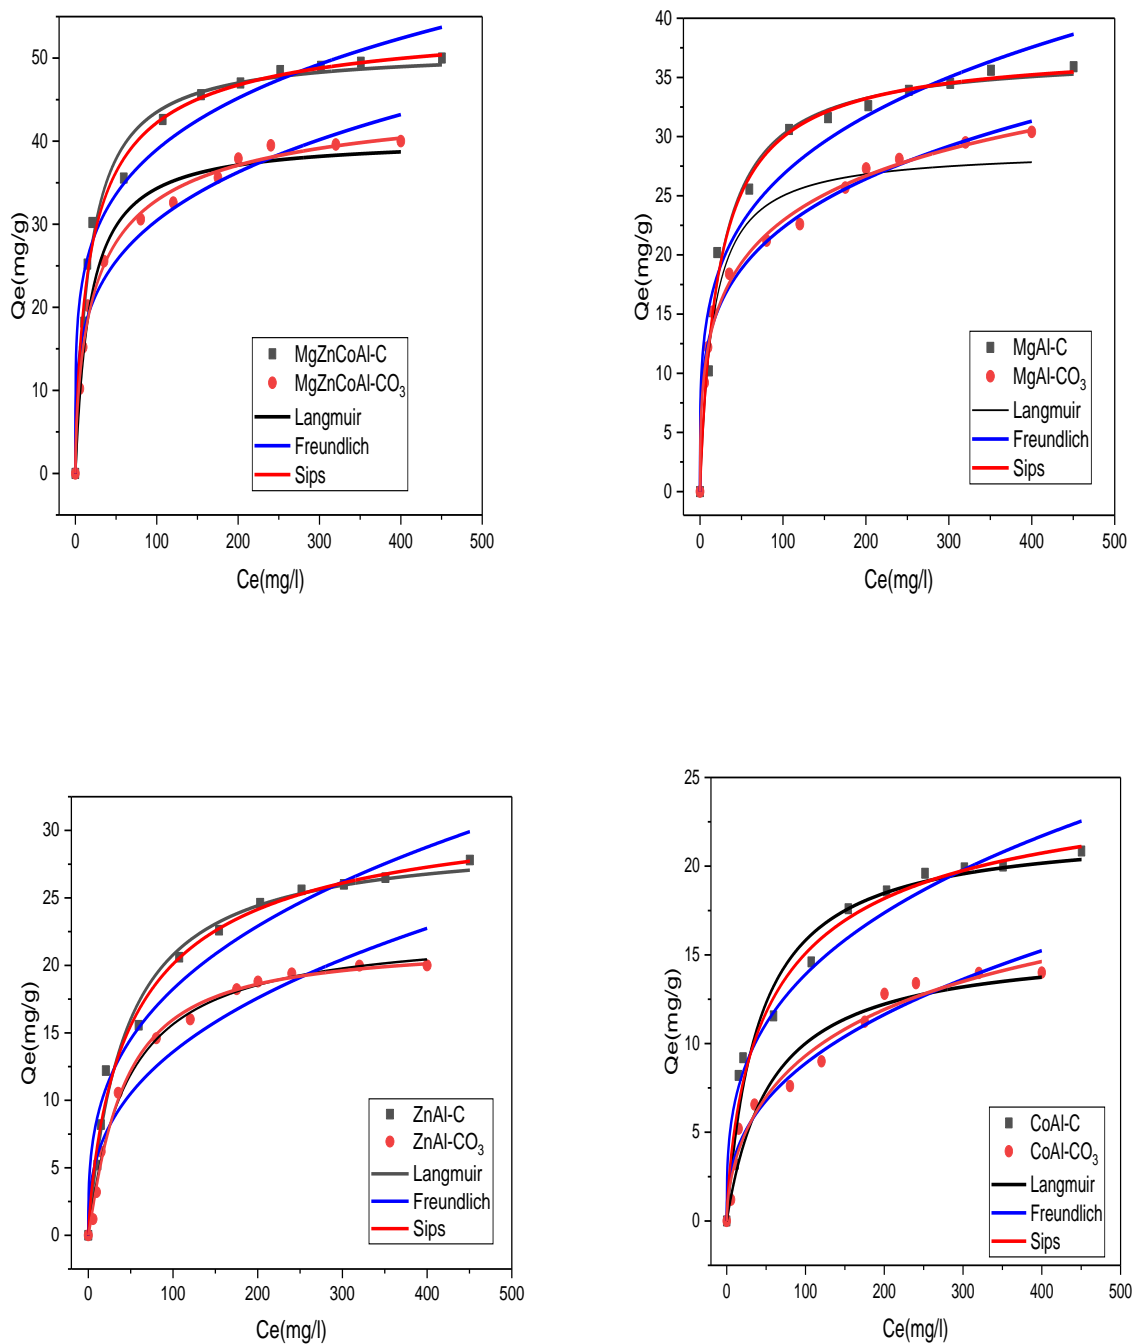 50
40
30
20
10
0
Qe(mg/g)
MgZnCoAl-C
MgZnCoAl-CO3
Langmuir
Freundlich
Sips
0 100 200 300 400 500
Ce(mg/l)
40
35
30
25
20
15
10
5
0
Qe(mg/g)
MgAl-C
MgAl-CO3
Langmuir
Freundlich
Sips
0 100 200 300 400 500
Ce(mg/l)
30
25
20
15
10
5
0
Qe(mg/g)
ZnAl-C
ZnAl-CO3
Langmuir
Freundlich
Sips
0 100 200 300 400 500
Ce(mg/l)
25
20
15
10
5
0
Qe(mg/g)
CoAl-C
CoAl-CO3
Langmuir
Freundlich
Sips
0 100 200 300 400 500
Ce(mg/l)